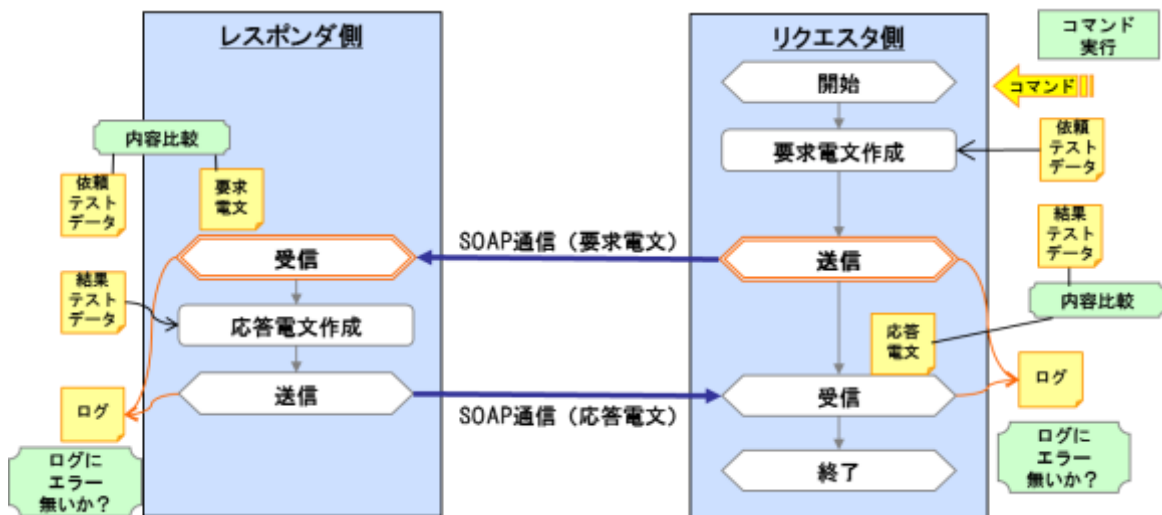 レスポンダ側
内容比較
依頼
テスト
データ
要求
電文
受信
結果
テスト
データ
応答電文作成
送信
ログ
ログに
エラー
無いか?
SOAP通信（要求電文）
SOAP通信（応答電文）
リクエスタ側
開始
要求電文作成
送信
応答
電文
受信
終了
コマンド
実行
コマンド
依頼
テスト
データ
結果
テスト
データ
内容比較
ログ
ログに
エラー
無いか?